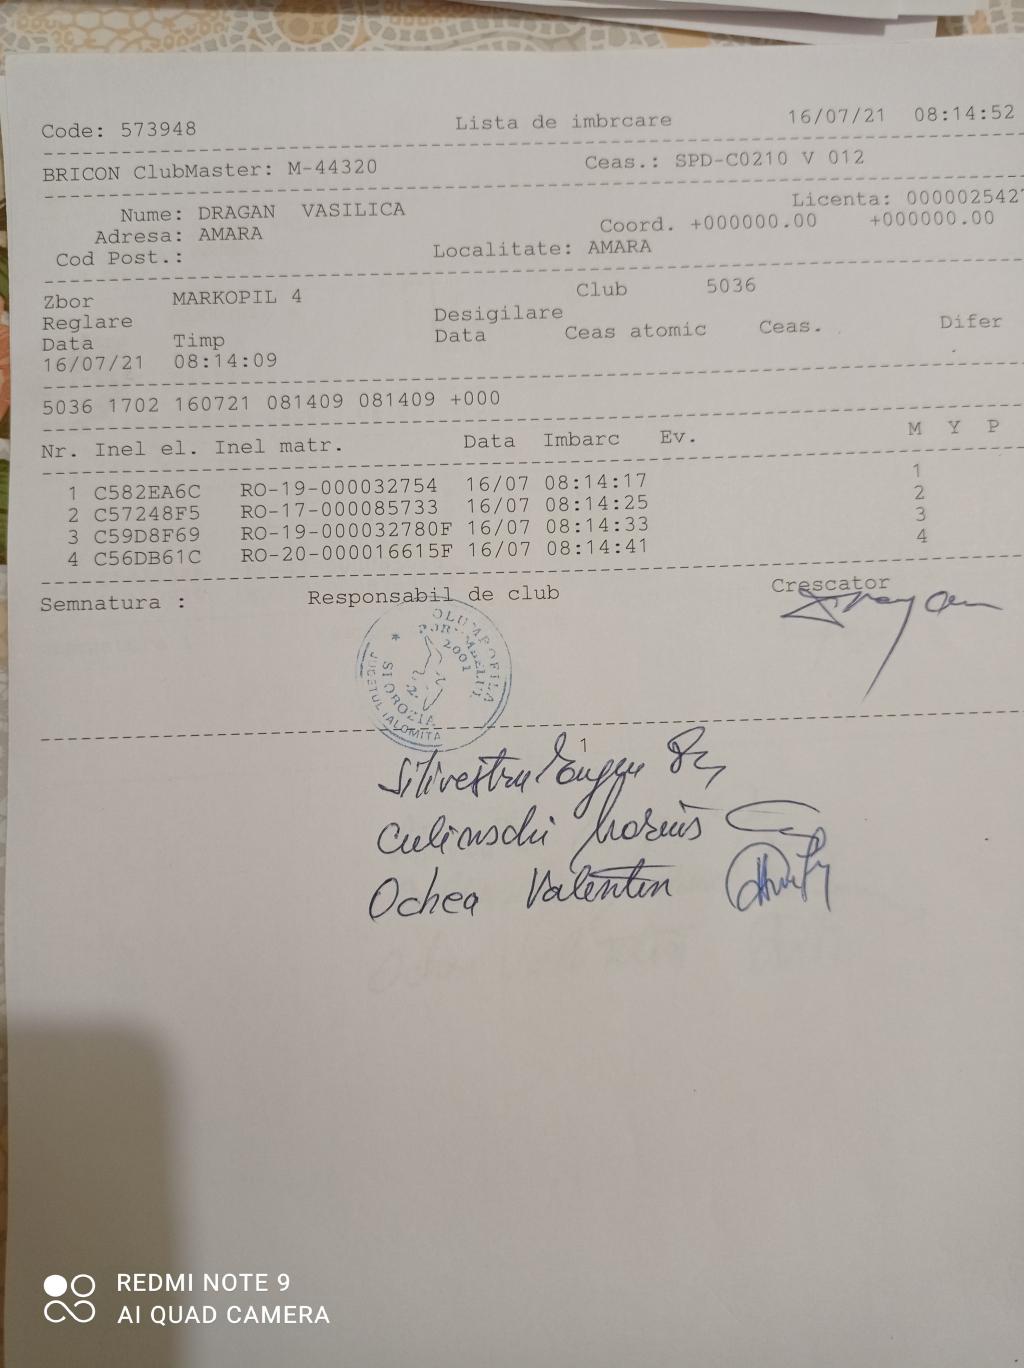 Code: 573948 Lista de imbrcare 16/07/21 08:14:52
BRICON ClubMaster: M-44320 Ceas.: SPD-C0210 V 012
Nume: DRAGAN VASILICA Licenta: 0000025427
Adresa: AMARA Coord. +000000.00 +000000.00
Cod Post.: Localitate: AMARA
Zbor MARKOPIL 4 Club 5036
Reglare Desigilare
Data Timp Data Ceas atomic Ceas. Difer
16/07/21 08:14:09
5036 1702 160721 081409 081409 +000
Nr. Inel el. Inel matr. Data Imbarc Ev. M Y P
1 C582EA6C RO-19-000032754 16/07 08:14:17 1
2 C57248F5 RO-17-000085733 16/07 08:14:25 2
3 C59D8F69 RO-19-000032780F 16/07 08:14:33 3
4 C56DB61C RO-20-000016615F 16/07 08:14:41 4
Semnatura : Responsabil de club Crescator
2001
JUDETUL IALOMITA
1
Silivestru
Ochea Valentin
REDMI NOTE 9
AI QUAD CAMERA